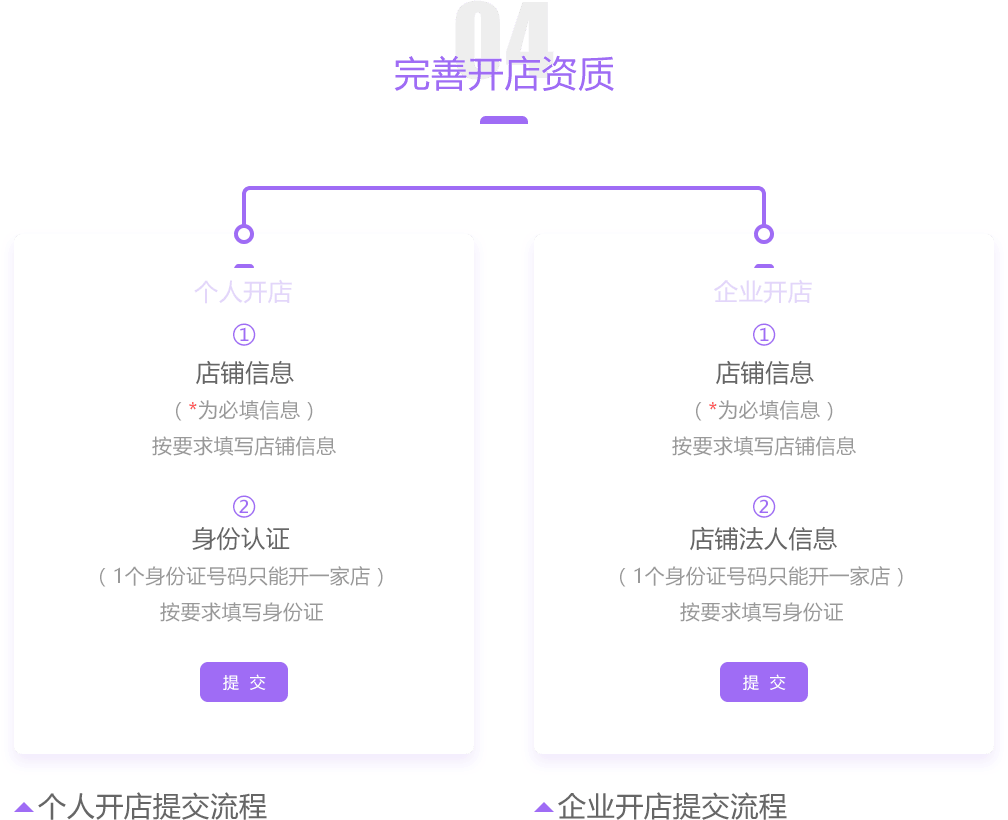 04
完善开店资质
个人开店
①
店铺信息
（ *为必填信息 ）
按要求填写店铺信息
②
身份认证
（ 1个身份证号码只能开一家店 ）
按要求填写身份证
提 交
个人开店提交流程
企业开店
①
店铺信息
（ *为必填信息 ）
按要求填写店铺信息
②
店铺法人信息
（ 1个身份证号码只能开一家店 ）
按要求填写身份证
提 交
企业开店提交流程